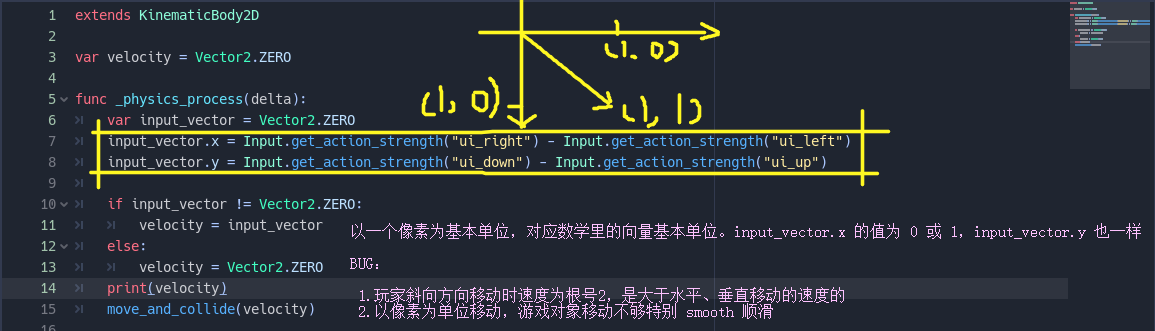 1 extends KinematicBody2D
2
3 var velocity = Vector2.ZERO
4
5 func _physics_process(delta):
6 var input_vector = Vector2.ZERO
7 input_vector.x = Input.get_action_strength("ui_right") - Input.get_action_strength("ui_left")
8 input_vector.y = Input.get_action_strength("ui_down") - Input.get_action_strength("ui_up")
9
10 if input_vector != Vector2.ZERO:
11 velocity = input_vector
12 else:
13 velocity = Vector2.ZERO
14 print(velocity)
15 move_and_collide(velocity)
(1, 0)
(1, 0)
(1, 1)
以一个像素为基本单位，对应数学里的向量基本单位。input_vector.x 的值为 0 或 1，input_vector.y 也一样
BUG：
1.玩家斜向方向移动时速度为根号2，是大于水平、垂直移动的速度的
2.以像素为单位移动，游戏对象移动不够特别 smooth 顺滑